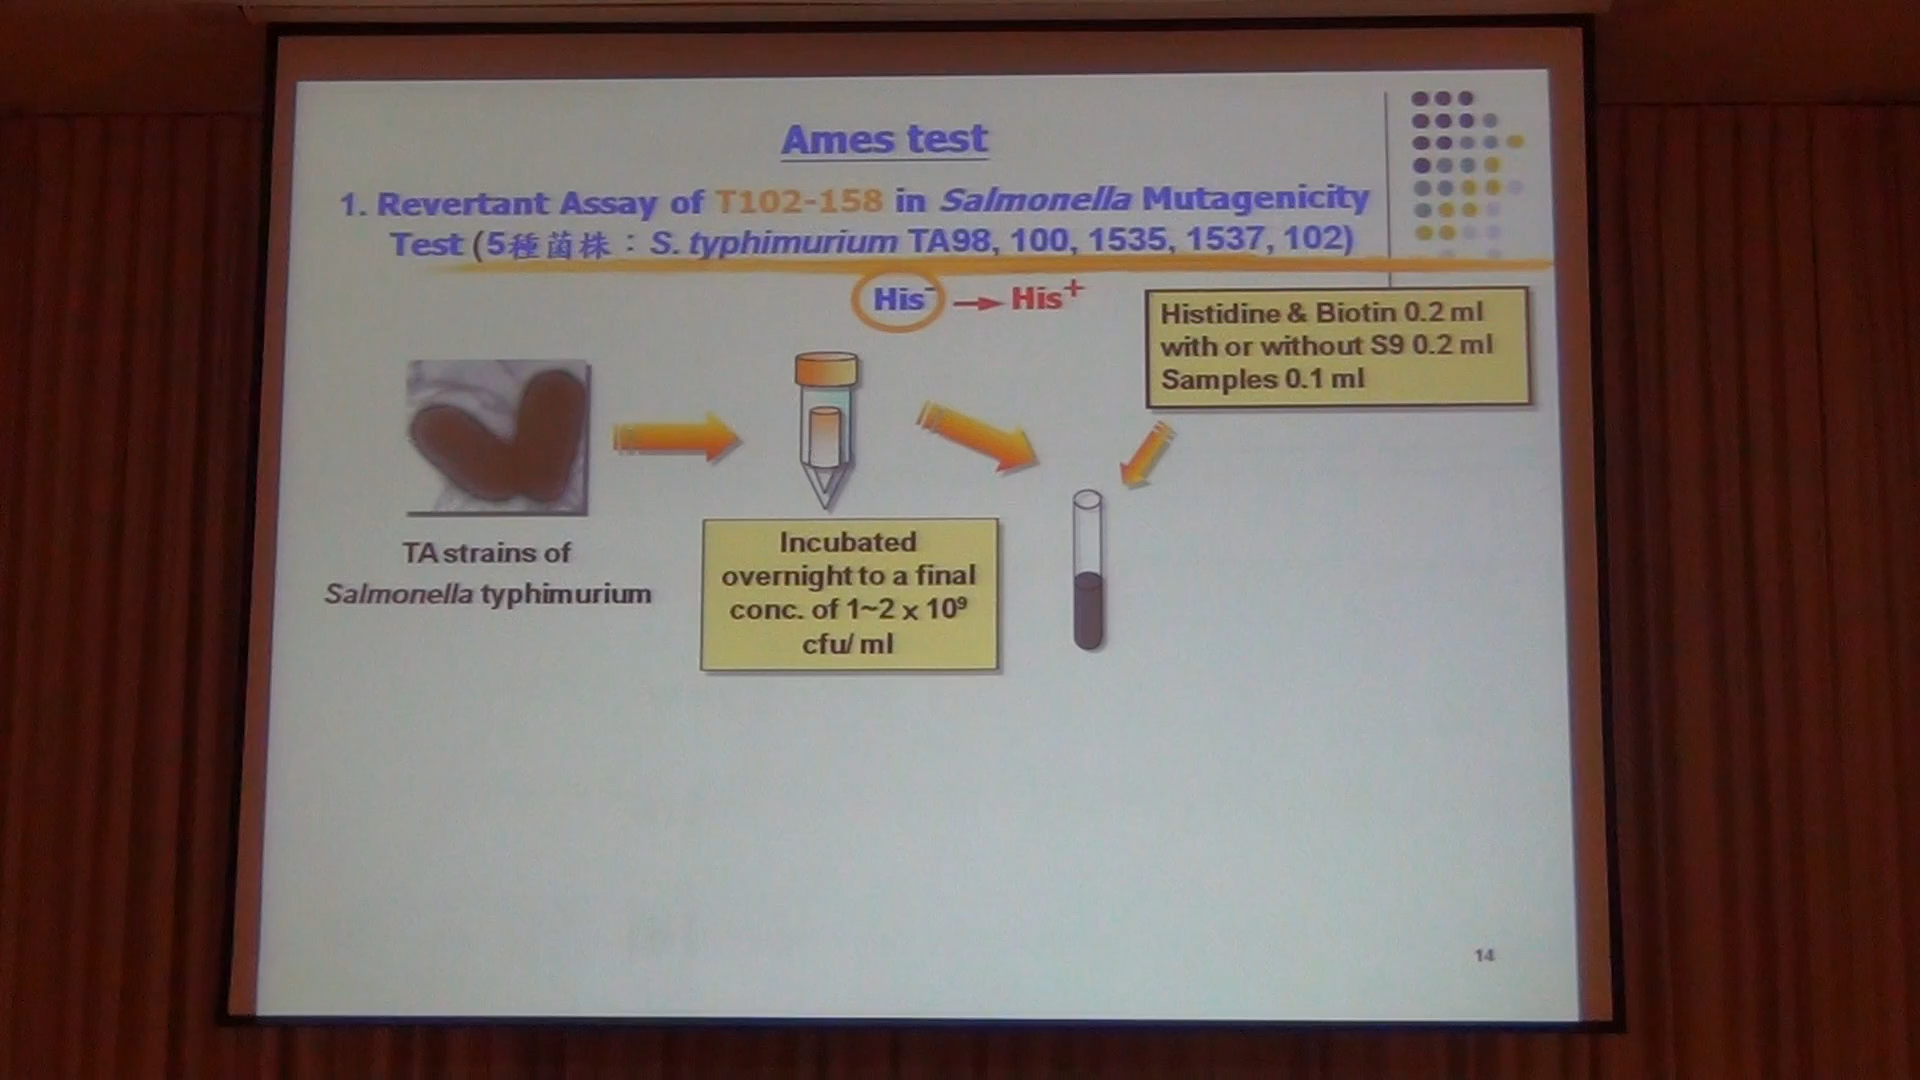 Ames test
1. Revertant Assay of T102-158 in Salmonella Mutagenicity
Test (5種菌株：S. typhimurium TA98, 100, 1535, 1537, 102)
His⁻ → His⁺
Histidine & Biotin 0.2 ml
with or without S9 0.2 ml
Samples 0.1 ml
TA strains of
Salmonella typhimurium
Incubated
overnight to a final
conc. of 1~2 x 10⁹
cfu/ ml
14